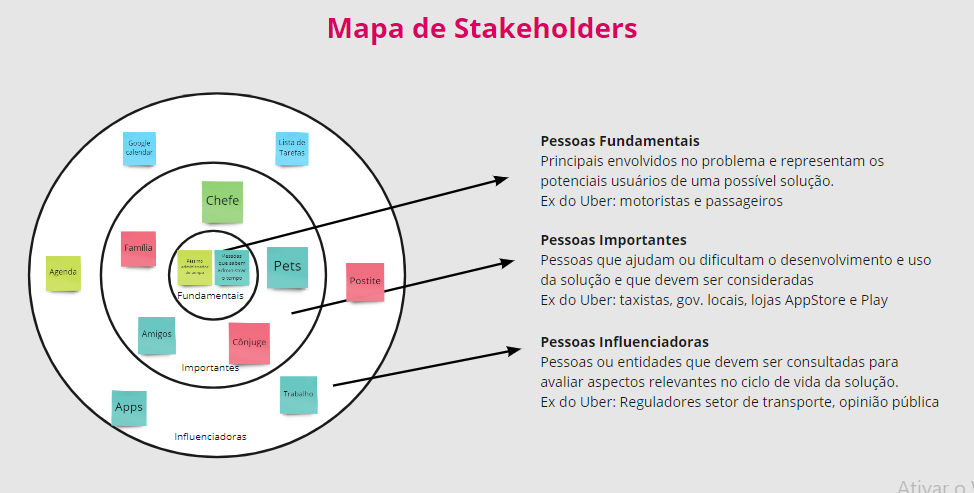 Mapa de Stakeholders
Google
calendar
Lista de
Tarefas
Chefe
Família
Agenda
administrador
de tempo
Pessoas
que sabem
administrar
o tempo
Pets
Postite
Fundamentais
Amigos
Cônjuge
Importantes
Apps
Trabalho
Influenciadoras
Pessoas Fundamentais
Principais envolvidos no problema e representam os
potenciais usuários de uma possível solução.
Ex do Uber: motoristas e passageiros
Pessoas Importantes
Pessoas que ajudam ou dificultam o desenvolvimento e uso
da solução e que devem ser consideradas
Ex do Uber: taxistas, gov. locais, lojas AppStore e Play
Pessoas Influenciadoras
Pessoas ou entidades que devem ser consultadas para
avaliar aspectos relevantes no ciclo de vida da solução.
Ex do Uber: Reguladores setor de transporte, opinião pública
Ativar o